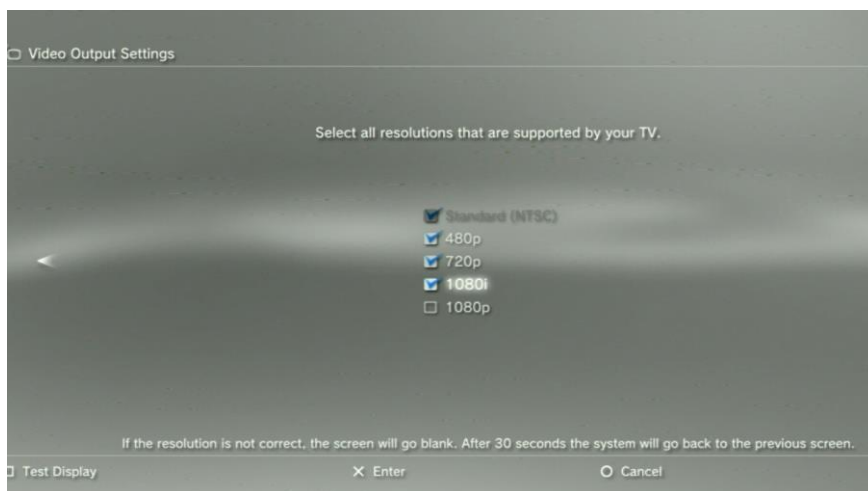 Video Output Settings
Select all resolutions that are supported by your TV.
Standard (NTSC)
480p
720p
1080i
1080p
If the resolution is not correct, the screen will go blank. After 30 seconds the system will go back to the previous screen.
Test Display
Enter
Cancel